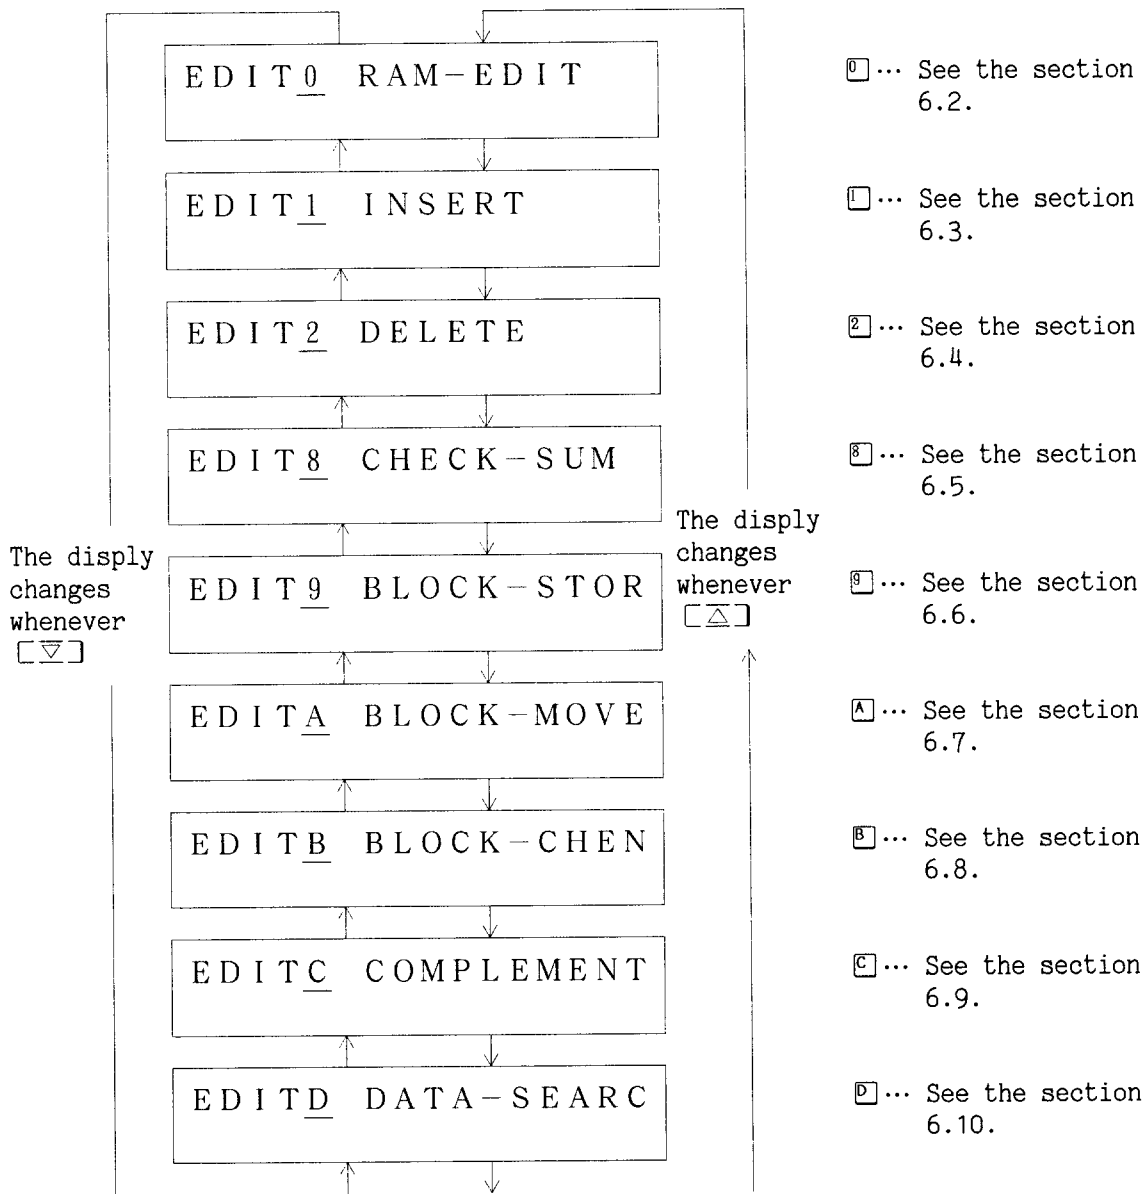 EDIT0 RAM-EDIT
0 ... See the section
6.2.
EDIT1 INSERT
1 ... See the section
6.3.
EDIT2 DELETE
2 ... See the section
6.4.
EDIT8 CHECK-SUM
8 ... See the section
6.5.
The disply
changes
whenever
[▽]
The disply
changes
whenever
[△]
EDIT9 BLOCK-STOR
9 ... See the section
6.6.
EDITA BLOCK-MOVE
A ... See the section
6.7.
EDITB BLOCK-CHEN
B ... See the section
6.8.
EDITC COMPLEMENT
C ... See the section
6.9.
EDITD DATA-SEARC
D ... See the section
6.10.